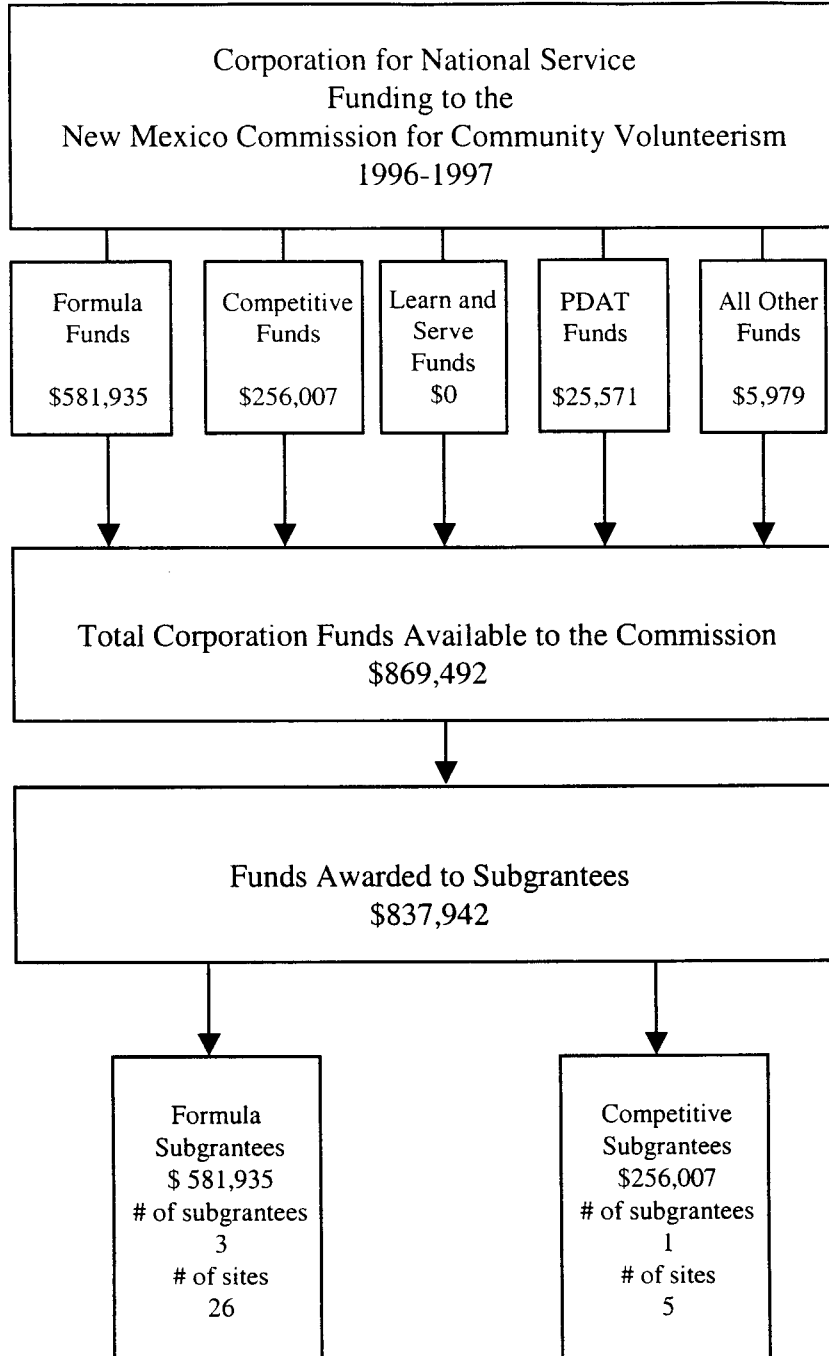 Corporation for National Service
Funding to the
New Mexico Commission for Community Volunteerism
1996-1997
Formula
Funds
$581,935
Competitive
Funds
$256,007
Learn and
Serve
Funds
$0
PDAT
Funds
$25,571
All Other
Funds
$5,979
Total Corporation Funds Available to the Commission
$869,492
Funds Awarded to Subgrantees
$837,942
Formula
Subgrantees
$ 581,935
# of subgrantees
3
# of sites
26
Competitive
Subgrantees
$256,007
# of subgrantees
1
# of sites
5